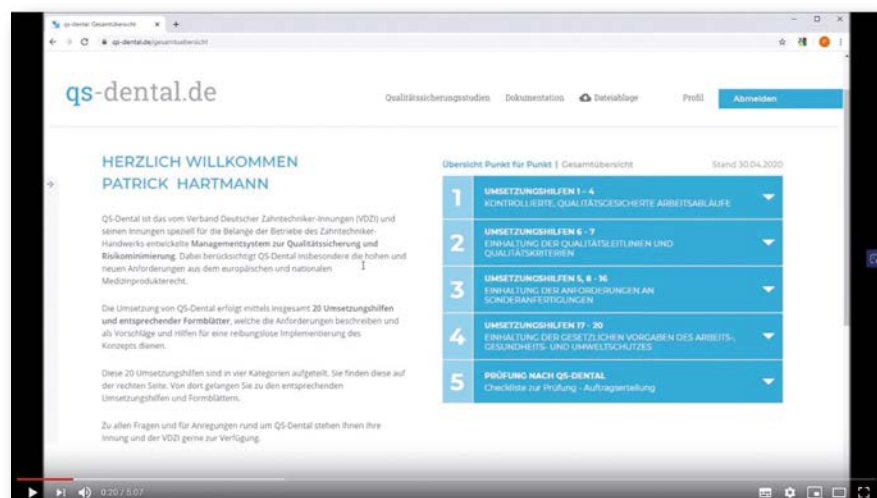 qs-dental: Gesamtübersicht
qs-dental.de/gesamtuebersicht
qs-dental.de
Qualitätssicherungsstudien Dokumentation Dateiablage Profil Abmelden
HERZLICH WILLKOMMEN
PATRICK HARTMANN
QS-Dental ist das vom Verband Deutscher Zahntechniker-Innungen (VDZI) und
seinen Innungen speziell für die Belange der Betriebe des Zahntechniker-
Handwerks entwickelte Managementsystem zur Qualitätssicherung und
Risikominimierung. Dabei berücksichtigt QS-Dental insbesondere die hohen und
neuen Anforderungen aus dem europäischen und nationalen
Medizinprodukterecht.
Die Umsetzung von QS-Dental erfolgt mittels insgesamt 20 Umsetzungshilfen
und entsprechender Formblätter, welche die Anforderungen beschreiben und
als Vorschläge und Hilfen für eine reibungslose Implementierung des
Konzepts dienen.
Diese 20 Umsetzungshilfen sind in vier Kategorien aufgeteilt. Sie finden diese auf
der rechten Seite. Von dort gelangen Sie zu den entsprechenden
Umsetzungshilfen und Formblättern.
Zu allen Fragen und für Anregungen rund um QS-Dental stehen Ihnen Ihre
Innung und der VDZI gerne zur Verfügung.
Übersicht Punkt für Punkt | Gesamtübersicht Stand 30.04.2020
1 UMSETZUNGSHILFEN 1 - 4
KONTROLLIERTE, QUALITÄTSGESICHERTE ARBEITSABLÄUFE
2 UMSETZUNGSHILFEN 6 - 7
EINHALTUNG DER QUALITÄTSLEITLINIEN UND
QUALITÄTSKRITERIEN
3 UMSETZUNGSHILFEN 5, 8 - 16
EINHALTUNG DER ANFORDERUNGEN AN
SONDERANFERTIGUNGEN
4 UMSETZUNGSHILFEN 17 - 20
EINHALTUNG DER GESETZLICHEN VORGABEN DES ARBEITS-,
GESUNDHEITS- UND UMWELTSCHUTZES
5 PRÜFUNG NACH QS-DENTAL
Checkliste zur Prüfung - Auftragserteilung
0:20 / 5:07